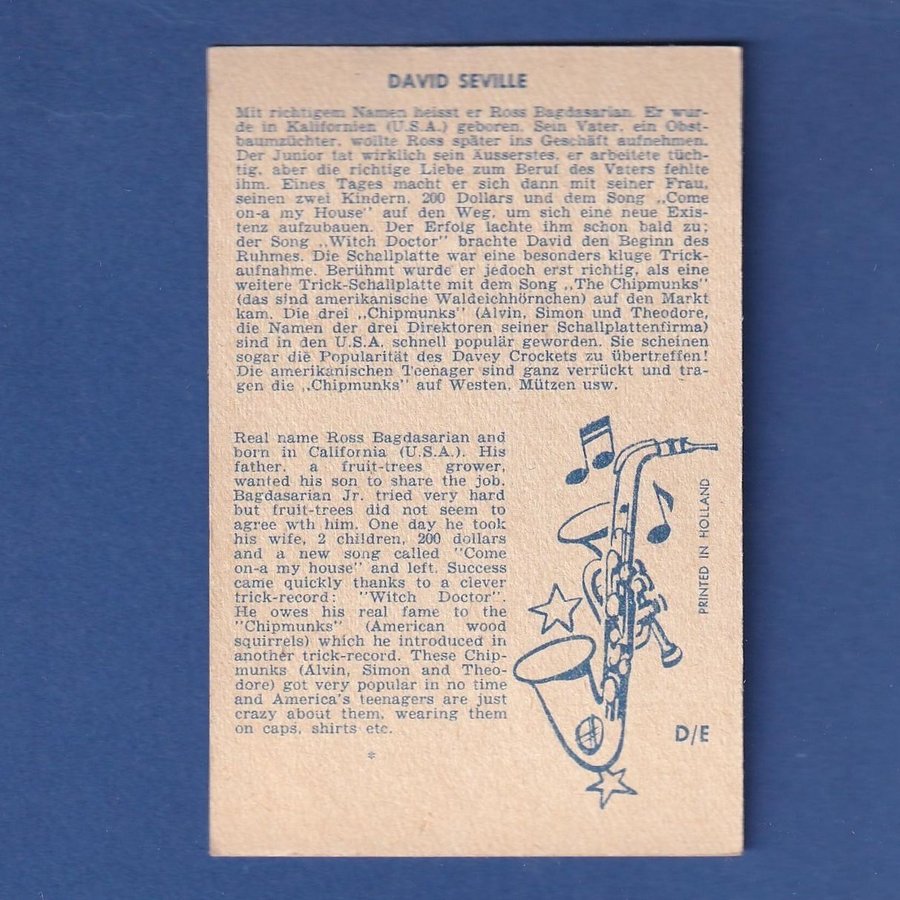 DAVID SEVILLE
Mit richtigem Namen heisst er Ross Bagdasarian. Er wur-
de in Kalifornien (U.S.A.) geboren. Sein Vater, ein Obst-
baumzüchter, wollte Ross später ins Geschäft aufnehmen.
Der Junior tat wirklich sein Äusserstes, er arbeitete tüch-
tig, aber die richtige Liebe zum Beruf des Vaters fehlte
ihm. Eines Tages macht er sich dann mit seiner Frau,
seinen zwei Kindern, 200 Dollars und dem Song ,,Come
on-a my House" auf den Weg, um sich eine neue Exis-
tenz aufzubauen. Der Erfolg lachte ihm schon bald zu;
der Song ,,Witch Doctor" brachte David den Beginn des
Ruhmes. Die Schallplatte war eine besonders kluge Trick-
aufnahme. Berühmt wurde er jedoch erst richtig, als eine
weitere Trick-Schallplatte mit dem Song ,,The Chipmunks"
(das sind amerikanische Waldeichhörnchen) auf den Markt
kam. Die drei ,,Chipmunks" (Alvin, Simon und Theodore,
die Namen der drei Direktoren seiner Schallplattenfirma)
sind in den U.S.A. schnell populär geworden. Sie scheinen
sogar die Popularität des Davey Crockets zu übertreffen!
Die amerikanischen Teenager sind ganz verrückt und tra-
gen die ,,Chipmunks" auf Westen, Mützen usw.
Real name Ross Bagdasarian and
born in California (U.S.A.). His
father, a fruit-trees grower,
wanted his son to share the job.
Bagdasarian Jr. tried very hard
but fruit-trees did not seem to
agree wth him. One day he took
his wife, 2 children, 200 dollars
and a new song called "Come
on-a my house" and left. Success
came quickly thanks to a clever
trick-record: "Witch Doctor".
He owes his real fame to the
"Chipmunks" (American wood
squirrels) which he introduced in
another trick-record. These Chip-
munks (Alvin, Simon and Theo-
dore) got very popular in no time
and America's teenagers are just
crazy about them, wearing them
on caps, shirts etc.
*
PRINTED IN HOLLAND
D/E